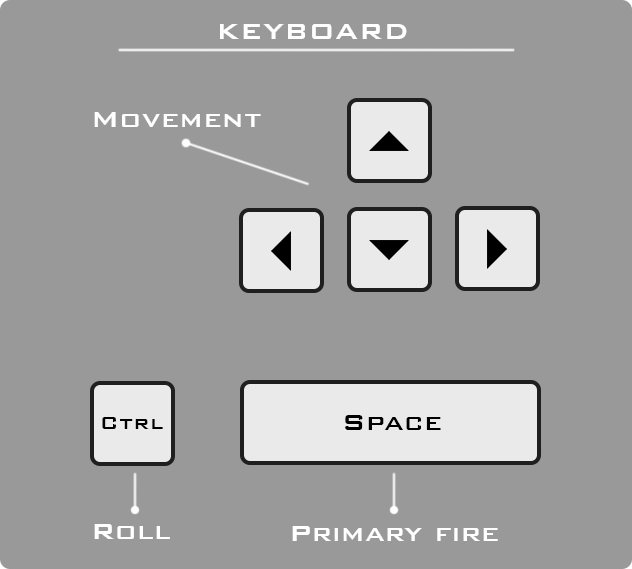 KEYBOARD
MOVEMENT
CTRL
SPACE
ROLL
PRIMARY FIRE